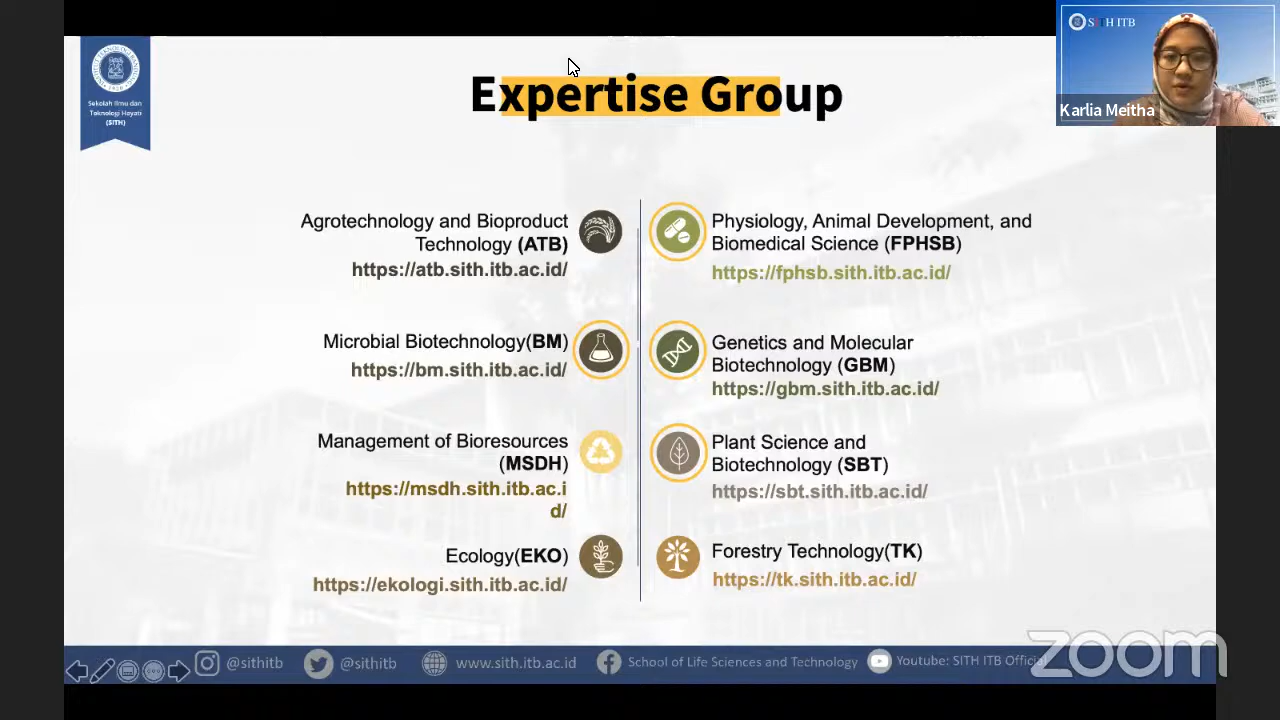 SITH ITB
Karlia Meitha
Sekolah Ilmu dan
Teknologi Hayati
(SITH)
Expertise Group
Agrotechnology and Bioproduct
Technology (ATB)
https://atb.sith.itb.ac.id/
Microbial Biotechnology(BM)
https://bm.sith.itb.ac.id/
Management of Bioresources
(MSDH)
https://msdh.sith.itb.ac.i
d/
Ecology(EKO)
https://ekologi.sith.itb.ac.id/
Physiology, Animal Development, and
Biomedical Science (FPHSB)
https://fphsb.sith.itb.ac.id/
Genetics and Molecular
Biotechnology (GBM)
https://gbm.sith.itb.ac.id/
Plant Science and
Biotechnology (SBT)
https://sbt.sith.itb.ac.id/
Forestry Technology(TK)
https://tk.sith.itb.ac.id/
@sithitb
@sithitb
www.sith.itb.ac.id
School of Life Sciences and Technology
Youtube: SITH ITB Official
zoom